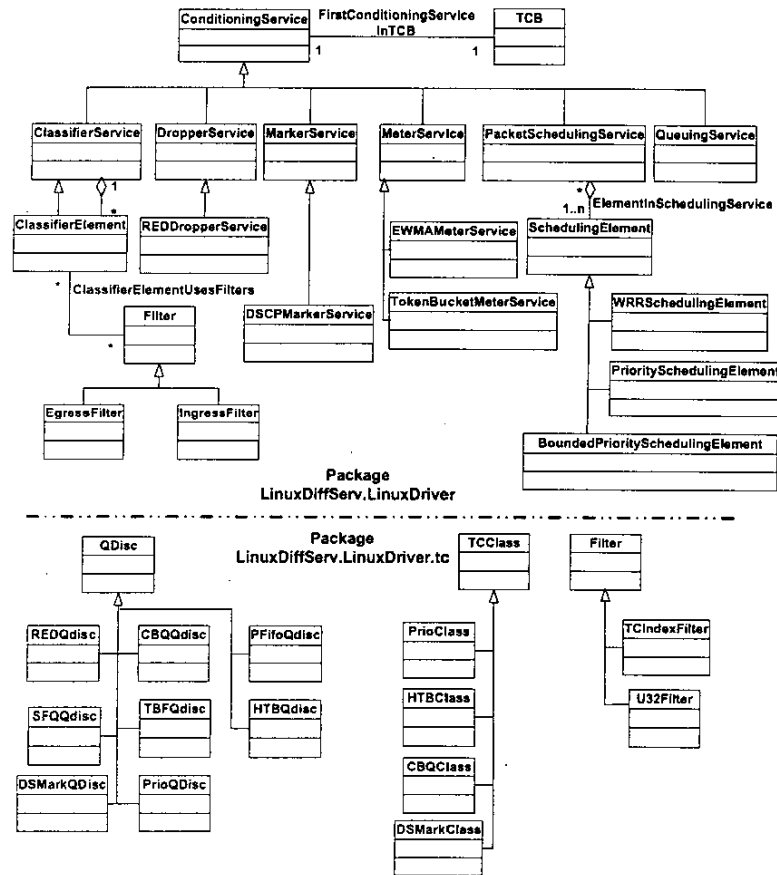 ConditioningService
FirstConditioningService
InTCB
TCB
1
1
ClassifierService
DropperService
MarkerService
MeterService
PacketSchedulingService
QueuingService
1
*
*
1..n
ElementInSchedulingService
ClassifierElement
REDDropperService
EWMAMeterService
SchedulingElement
*
ClassifierElementUsesFilters
*
Filter
DSCPMarkerService
TokenBucketMeterService
WRRSchedulingElement
PrioritySchedulingElement
EgressFilter
IngressFilter
BoundedPrioritySchedulingElement
Package
LinuxDiffServ.LinuxDriver
Package
LinuxDiffServ.LinuxDriver.tc
QDisc
TCClass
Filter
REDQdisc
CBQQdisc
PFifoQdisc
PrioClass
TCIndexFilter
SFQQdisc
TBFQdisc
HTBQdisc
HTBClass
U32Filter
DSMarkQDisc
PrioQDisc
CBQClass
DSMarkClass